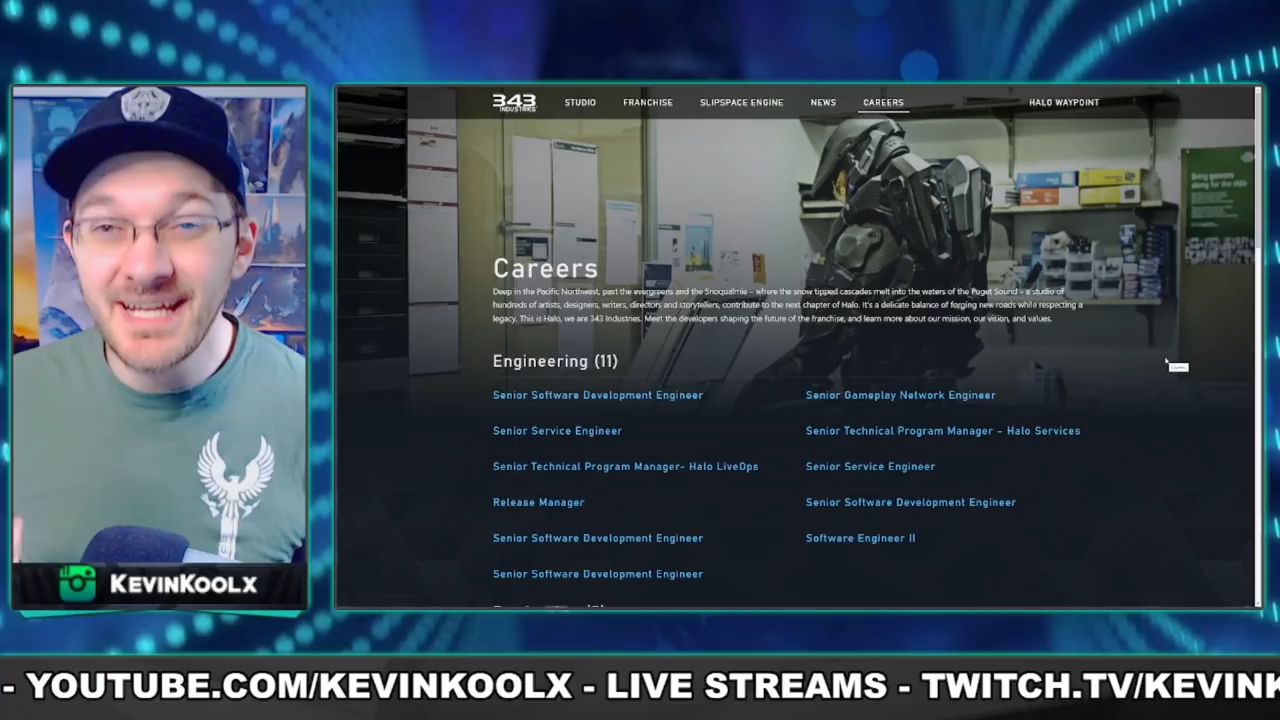 343
INDUSTRIES
STUDIO
FRANCHISE
SLIPSPACE ENGINE
NEWS
CAREERS
HALO WAYPOINT
Careers
Deep in the Pacific Northwest, past the evergreens and the Snoqualmie – where the snow tipped cascades melt into the waters of the Puget Sound – a studio of
hundreds of artists, designers, writers, directors and storytellers, contribute to the next chapter of Halo. It's a delicate balance of forging new roads while respecting a
legacy. This is Halo, we are 343 Industries. Meet the developers shaping the future of the franchise, and learn more about our mission, our vision, and values.
Engineering (11)
Senior Software Development Engineer
Senior Gameplay Network Engineer
Senior Service Engineer
Senior Technical Program Manager – Halo Services
Senior Technical Program Manager- Halo LiveOps
Senior Service Engineer
Release Manager
Senior Software Development Engineer
Senior Software Development Engineer
Software Engineer II
Senior Software Development Engineer
KEVINKOOLX
- YOUTUBE.COM/KEVINKOOLX - LIVE STREAMS - TWITCH.TV/KEVINK